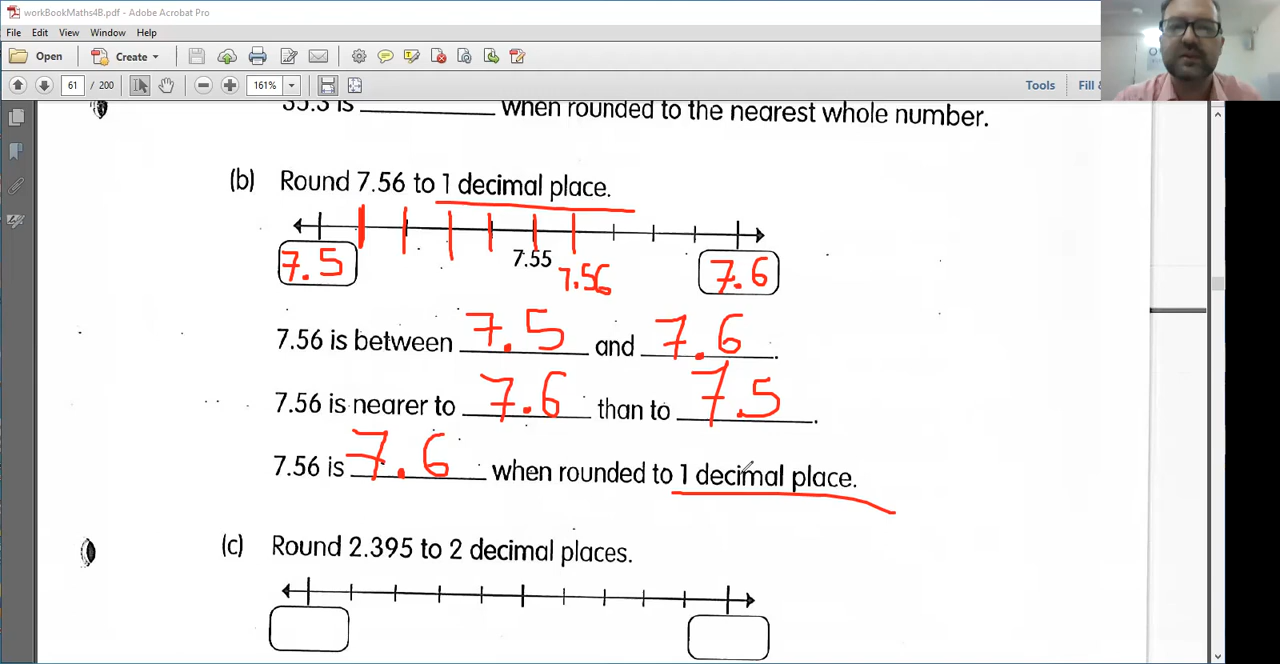 workBookMaths4B.pdf - Adobe Acrobat Pro
File Edit View Window Help
Open Create
61 / 200 161% Tools Fill &
35.3 is ________ when rounded to the nearest whole number.
(b) Round 7.56 to 1 decimal place.
7.55
7.5 7.56 7.6
7.56 is between 7.5 and 7.6.
7.56 is nearer to 7.6 than to 7.5.
7.56 is 7.6 when rounded to 1 decimal place.
(c) Round 2.395 to 2 decimal places.